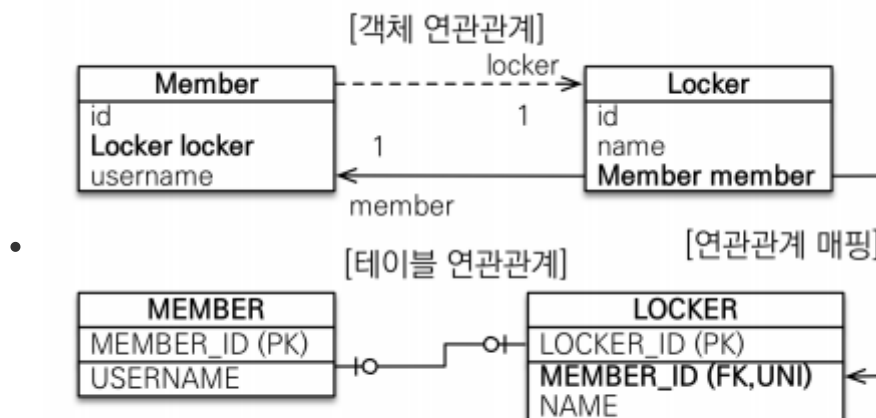 [객체 연관관계]
locker
Member
Locker
id
Locker locker
username
1
1
id
name
Member member
member
[연관관계 매핑]
[테이블 연관관계]
MEMBER
MEMBER_ID (PK)
USERNAME
LOCKER
LOCKER_ID (PK)
MEMBER_ID (FK,UNI)
NAME